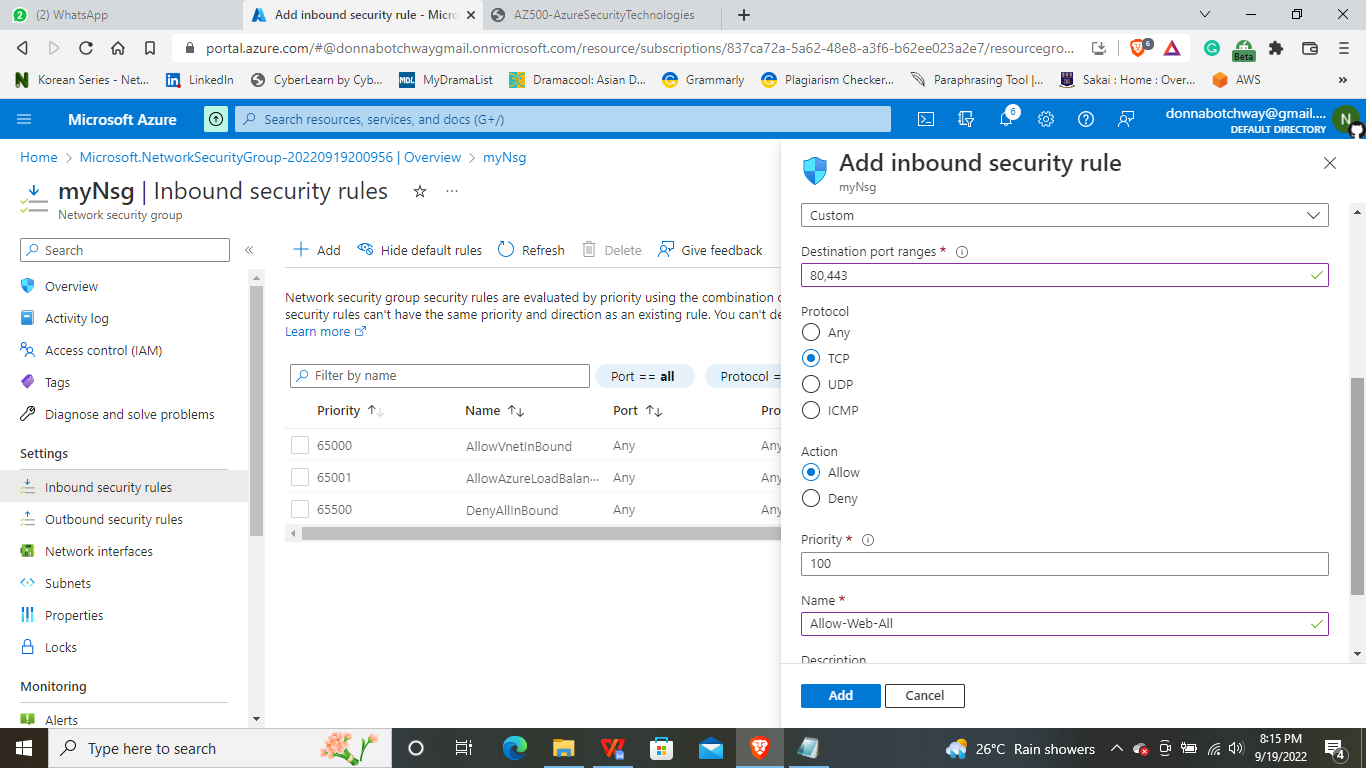 2 (2) WhatsApp
Add inbound security rule - Micro
AZ500-AzureSecurityTechnologies
portal.azure.com/#@donnabotchwaygmail.onmicrosoft.com/resource/subscriptions/837ca72a-5a62-48e8-a3f6-b62ee023a2e7/resourcegro...
6
Beta
Korean Series - Net...
LinkedIn
CyberLearn by Cyb...
MDL MyDramaList
Dramacool: Asian D...
Grammarly
Plagiarism Checker...
Paraphrasing Tool |...
Sakai : Home : Over...
AWS
Microsoft Azure
Search resources, services, and docs (G+/)
6
donnabotchway@gmail....
DEFAULT DIRECTORY
N
Home > Microsoft.NetworkSecurityGroup-20220919200956 | Overview > myNsg
myNsg | Inbound security rules
Network security group
Search
Overview
Activity log
Access control (IAM)
Tags
Diagnose and solve problems
Settings
Inbound security rules
Outbound security rules
Network interfaces
Subnets
Properties
Locks
Monitoring
Alerts
Add
Hide default rules
Refresh
Delete
Give feedback
Network security group security rules are evaluated by priority using the combination o
security rules can't have the same priority and direction as an existing rule. You can't de
Learn more
Filter by name
Port == all
Protocol =
Priority Name Port Pro
65000 AllowVnetInBound Any Any
65001 AllowAzureLoadBalan... Any Any
65500 DenyAllInBound Any Any
Add inbound security rule
myNsg
Custom
Destination port ranges *
80,443
Protocol
Any
TCP
UDP
ICMP
Action
Allow
Deny
Priority *
100
Name *
Allow-Web-All
Description
Add
Cancel
Type here to search
26°C Rain showers
8:15 PM
9/19/2022
4